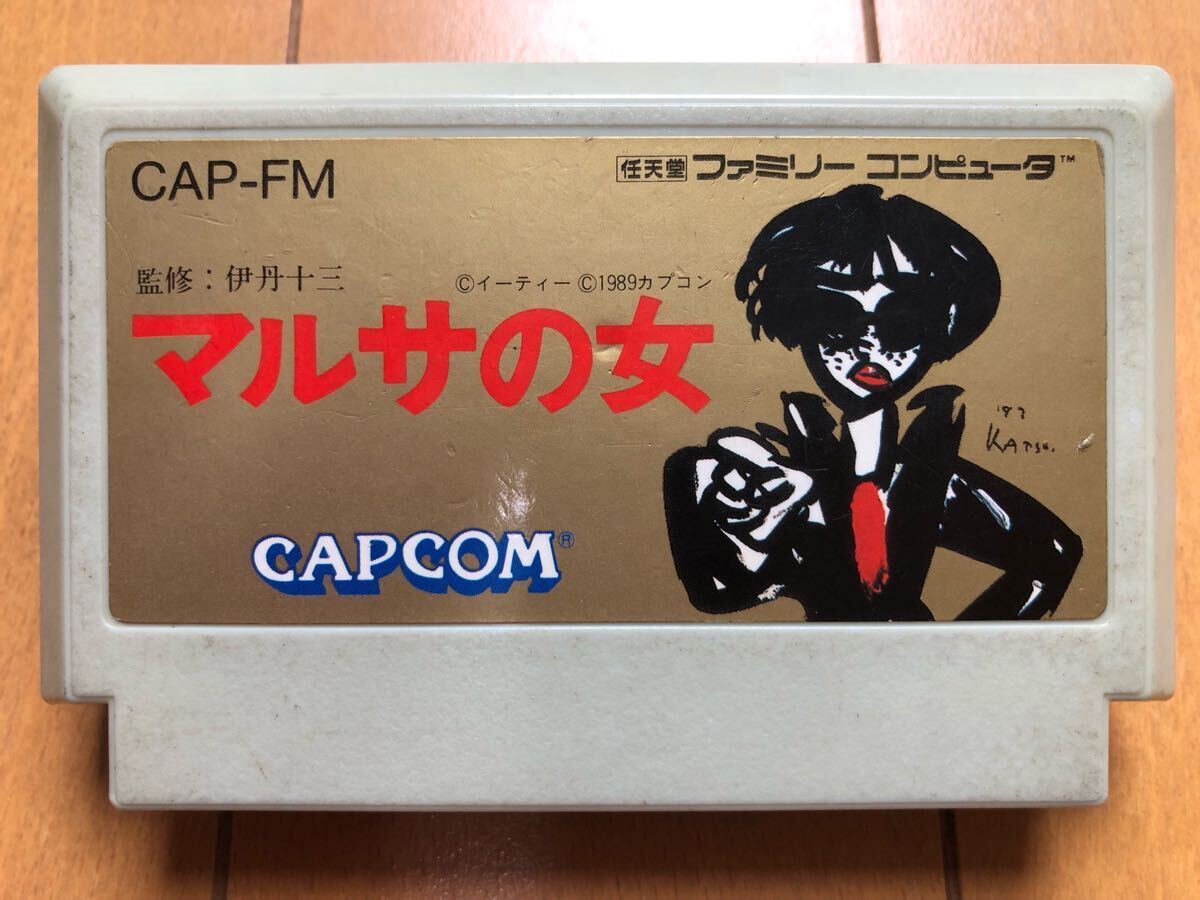 CAP-FM
任天堂 ファミリー コンピュータ™
監修：伊丹十三
©イーティー ©1989カプコン
マルサの女
'87
KATSU.
CAPCOM®